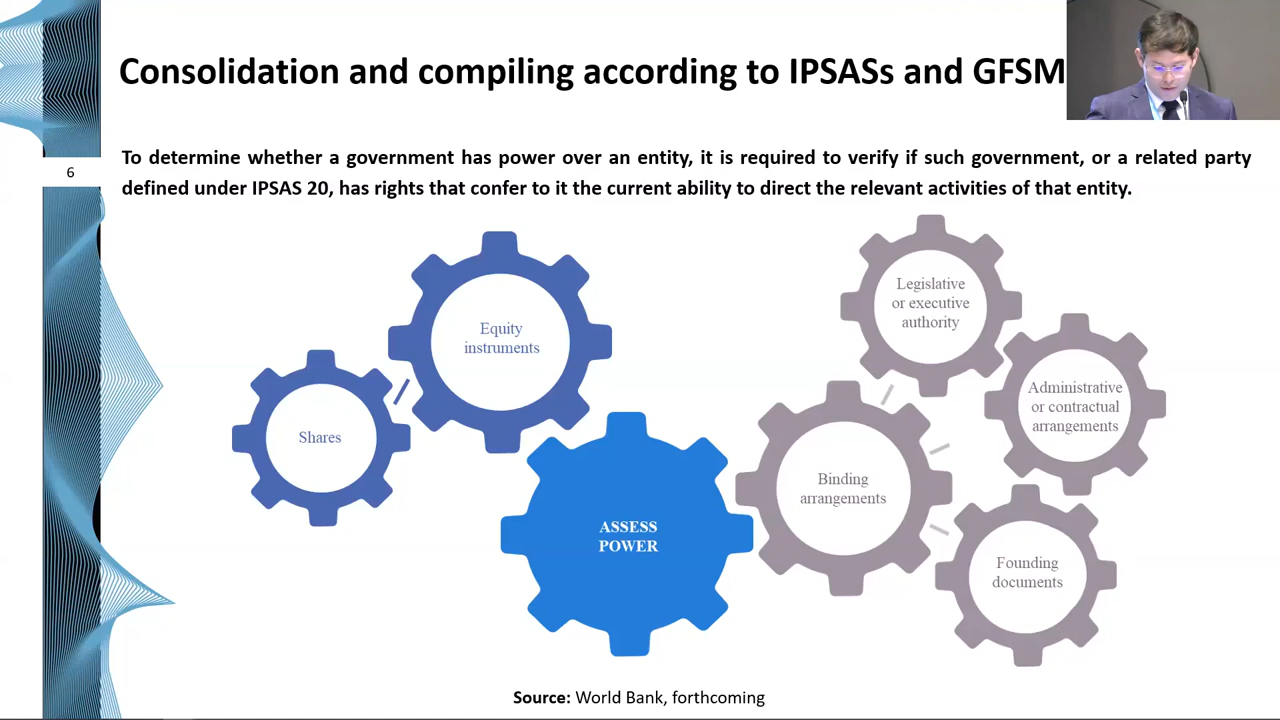 Consolidation and compiling according to IPSASs and GFSM
6
To determine whether a government has power over an entity, it is required to verify if such government, or a related party
defined under IPSAS 20, has rights that confer to it the current ability to direct the relevant activities of that entity.
Equity
instruments
Shares
ASSESS
POWER
Legislative
or executive
authority
Administrative
or contractual
arrangements
Binding
arrangements
Founding
documents
Source: World Bank, forthcoming